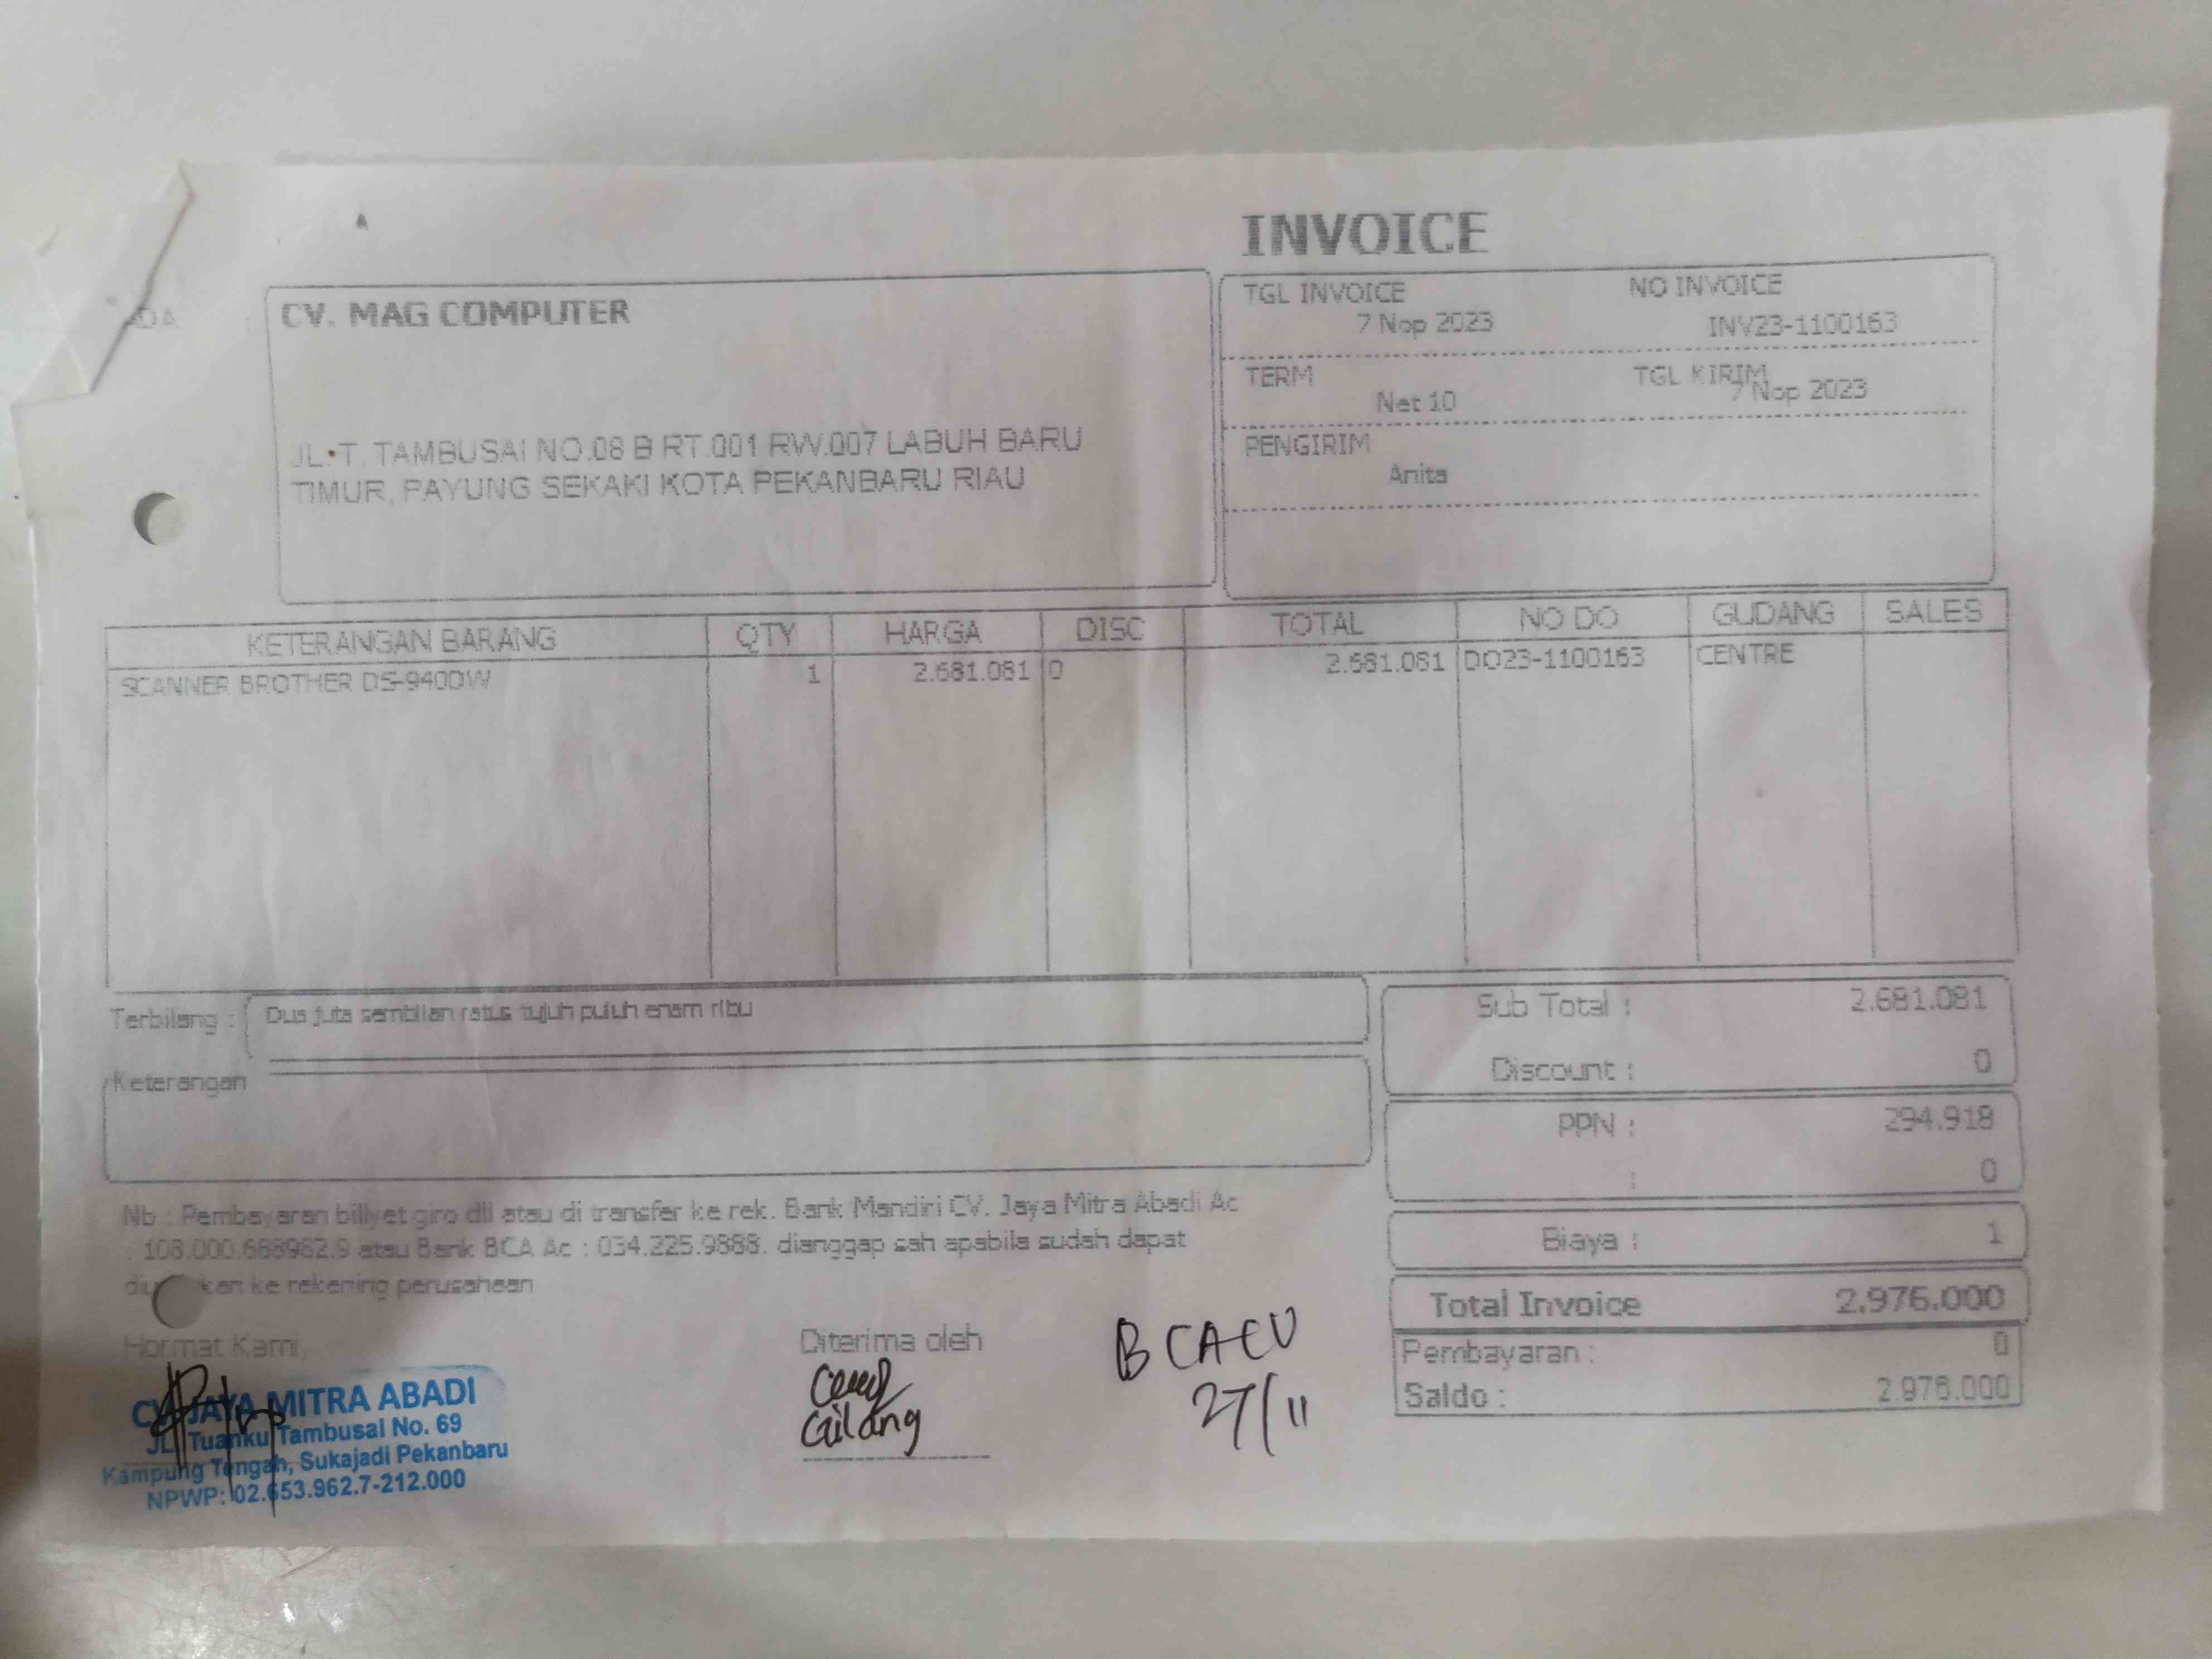 INVOICE
CV. MAG COMPUTER
JL. T. TAMBUSAI NO.08 B RT.001 RW.007 LABUH BARU
TIMUR, PAYUNG SEKAKI KOTA PEKANBARU RIAU
TGL INVOICE NO INVOICE
7 Nop 2023 INV23-1100163
TERM TGL KIRIM
Net 10 7 Nop 2023
PENGIRIM
Anita
KETERANGAN BARANG QTY HARGA DISC TOTAL NO DO GUDANG SALES
SCANNER BROTHER DS-940DW 1 2.681.081 0 2.681.081 DO23-1100163 CENTRE
Terbilang : Dua juta sembilan ratus tujuh puluh enam ribu
Keterangan
Sub Total : 2.681.081
Discount : 0
PPN : 294.918
: 0
Biaya : 1
Total Invoice 2.976.000
Pembayaran : 0
Saldo : 2.976.000
Nb : Pembayaran billyet giro dll atau di transfer ke rek. Bank Mandiri CV. Jaya Mitra Abadi Ac
: 108.000.668982.9 atau Bank BCA Ac : 034.225.9888. dianggap sah apabila sudah dapat
kan ke rekening perusahaan
Hormat Kami,
CV. JAYA MITRA ABADI
JL. Tuanku Tambusai No. 69
Kampung Tengah, Sukajadi Pekanbaru
NPWP: 02.653.962.7-212.000
Diterima oleh
Gilang
BCA CV
27/11